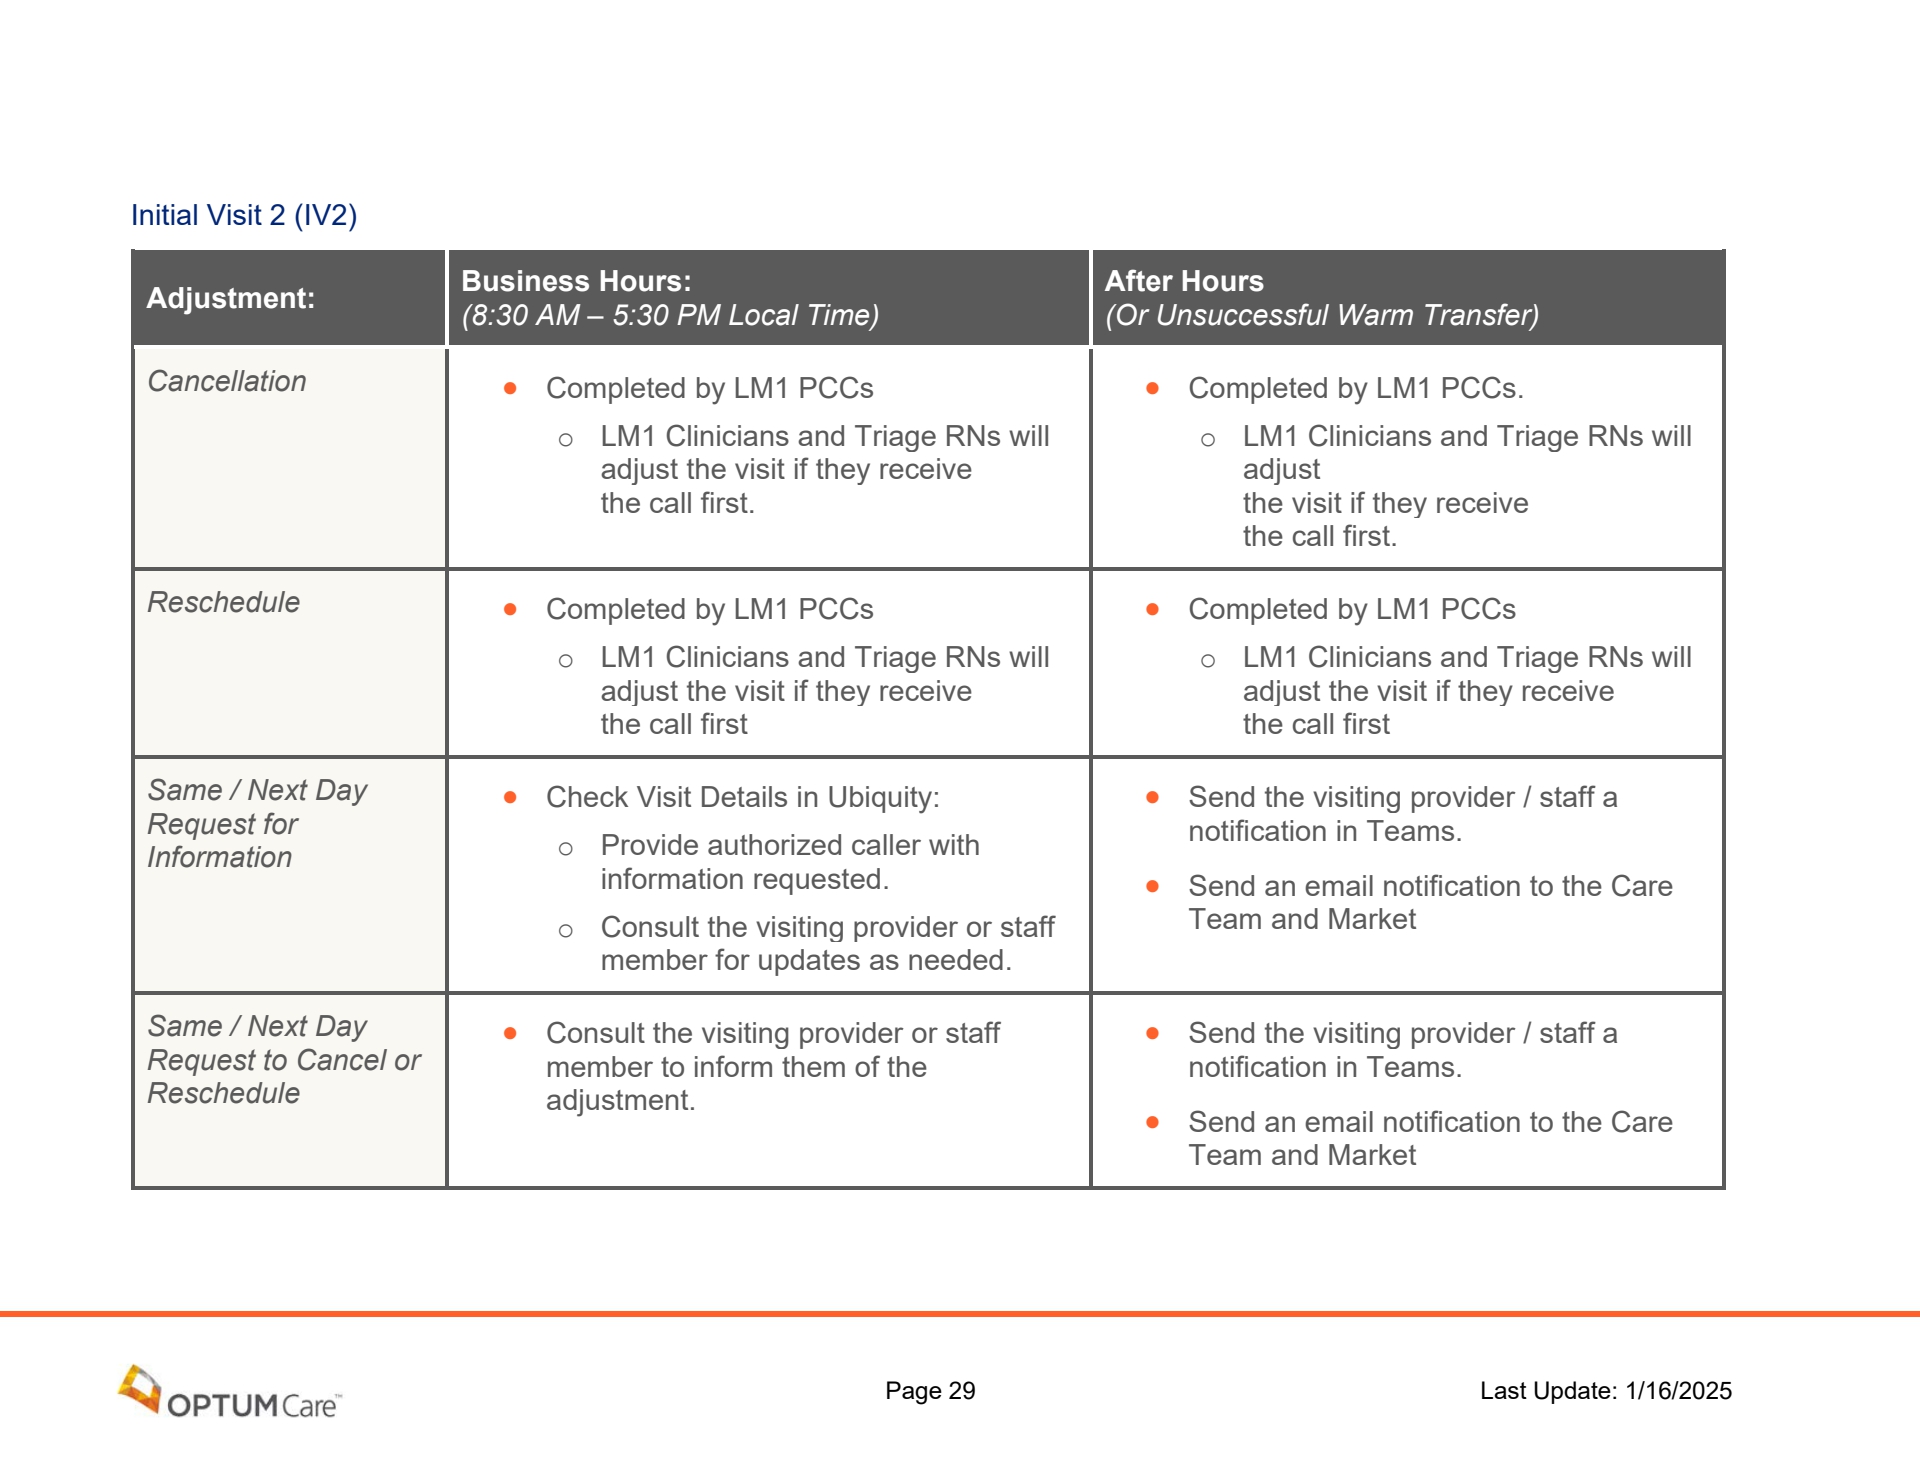 Initial Visit 2 (IV2)
Adjustment:
Business Hours:
(8:30 AM – 5:30 PM Local Time)
After Hours
(Or Unsuccessful Warm Transfer)
Cancellation
• Completed by LM1 PCCs
o LM1 Clinicians and Triage RNs will
adjust the visit if they receive
the call first.
• Completed by LM1 PCCs.
o LM1 Clinicians and Triage RNs will
adjust
the visit if they receive
the call first.
Reschedule
• Completed by LM1 PCCs
o LM1 Clinicians and Triage RNs will
adjust the visit if they receive
the call first
• Completed by LM1 PCCs
o LM1 Clinicians and Triage RNs will
adjust the visit if they receive
the call first
Same / Next Day
Request for
Information
• Check Visit Details in Ubiquity:
o Provide authorized caller with
information requested.
o Consult the visiting provider or staff
member for updates as needed.
• Send the visiting provider / staff a
notification in Teams.
• Send an email notification to the Care
Team and Market
Same / Next Day
Request to Cancel or
Reschedule
• Consult the visiting provider or staff
member to inform them of the
adjustment.
• Send the visiting provider / staff a
notification in Teams.
• Send an email notification to the Care
Team and Market
OPTUMCare™
Page 29
Last Update: 1/16/2025